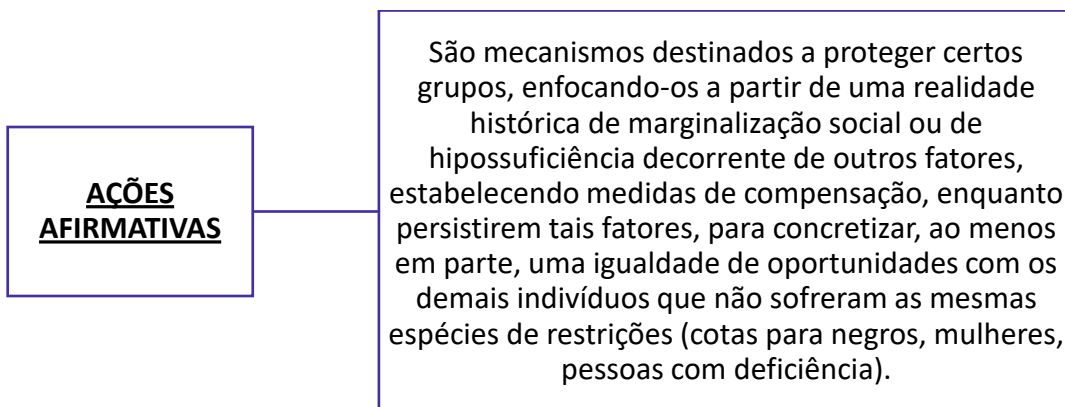 AÇÕES
AFIRMATIVAS
São mecanismos destinados a proteger certos
grupos, enfocando-os a partir de uma realidade
histórica de marginalização social ou de
hipossuficiência decorrente de outros fatores,
estabelecendo medidas de compensação, enquanto
persistirem tais fatores, para concretizar, ao menos
em parte, uma igualdade de oportunidades com os
demais indivíduos que não sofreram as mesmas
espécies de restrições (cotas para negros, mulheres,
pessoas com deficiência).